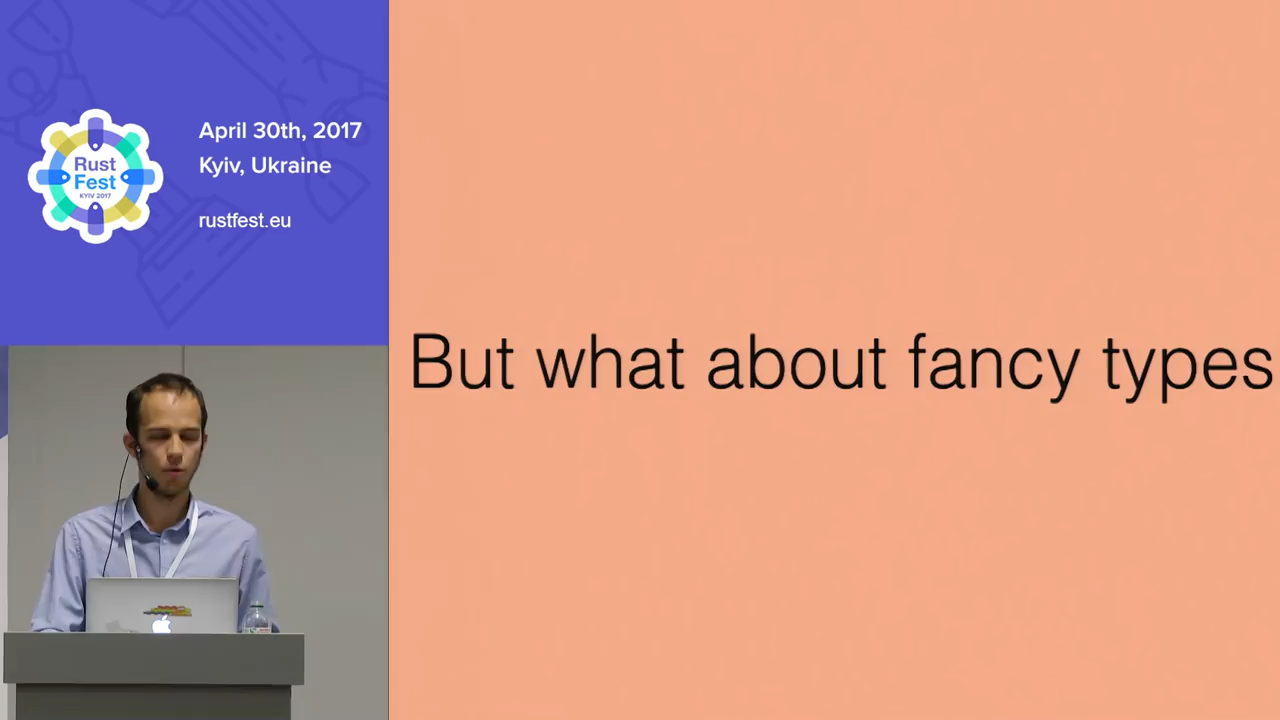 April 30th, 2017
Kyiv, Ukraine
rustfest.eu
Rust
Fest
KYIV 2017
But what about fancy types